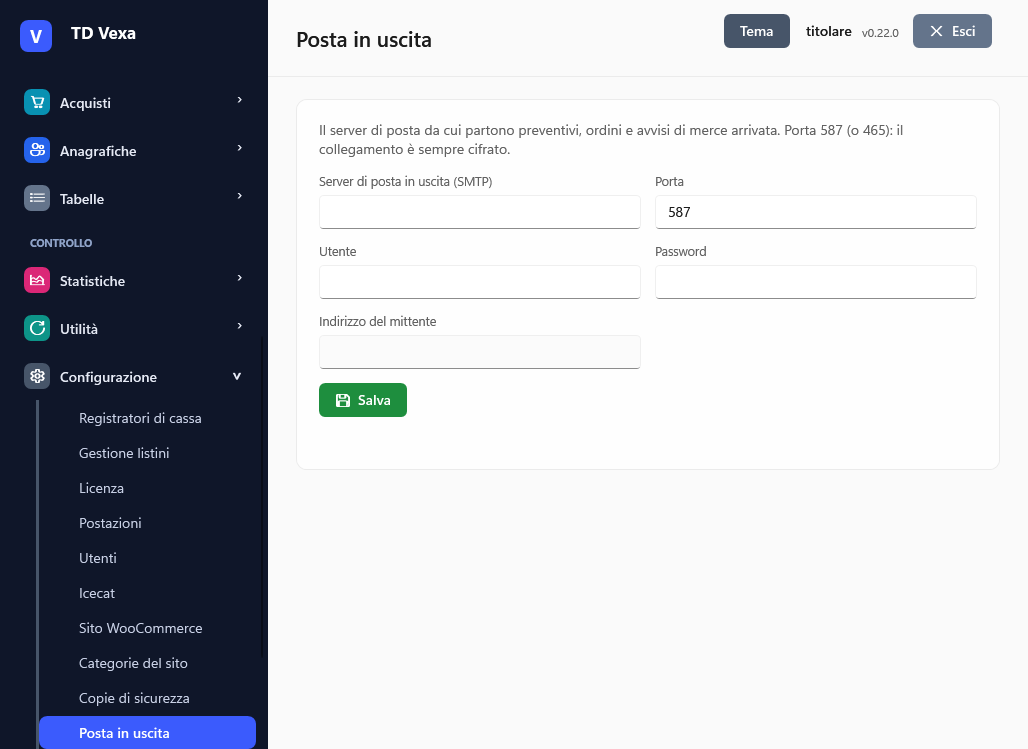 V
TD Vexa
Acquisti
Anagrafiche
Tabelle
CONTROLLO
Statistiche
Utilità
Configurazione
Registratori di cassa
Gestione listini
Licenza
Postazioni
Utenti
Icecat
Sito WooCommerce
Categorie del sito
Copie di sicurezza
Posta in uscita
Posta in uscita
Tema
titolare v0.22.0
Esci
Il server di posta da cui partono preventivi, ordini e avvisi di merce arrivata. Porta 587 (o 465): il
collegamento è sempre cifrato.
Server di posta in uscita (SMTP)
Porta
587
Utente
Password
Indirizzo del mittente
Salva